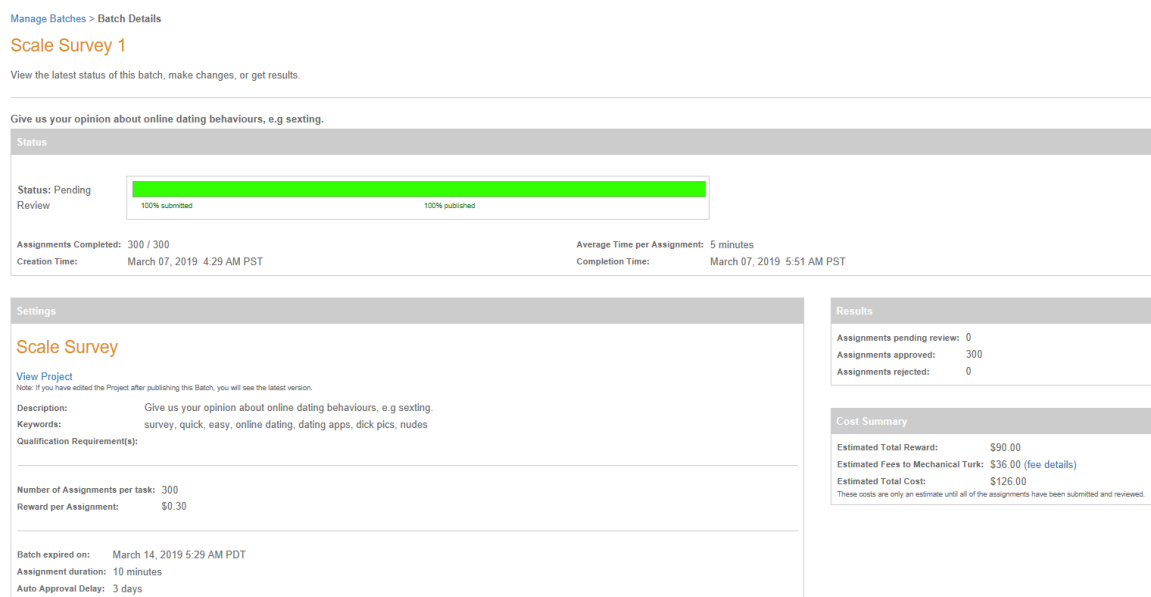 Manage Batches > Batch Details
Scale Survey 1
View the latest status of this batch, make changes, or get results.
Give us your opinion about online dating behaviours, e.g sexting.
Status
Status: Pending Review
100% submitted 100% published
Assignments Completed: 300 / 300 Average Time per Assignment: 5 minutes
Creation Time: March 07, 2019 4:29 AM PST Completion Time: March 07, 2019 5:51 AM PST
Settings
Scale Survey
View Project
Note: If you have edited the Project after publishing this Batch, you will see the latest version.
Description: Give us your opinion about online dating behaviours, e.g sexting.
Keywords: survey, quick, easy, online dating, dating apps, dick pics, nudes
Qualification Requirement(s):
Number of Assignments per task: 300
Reward per Assignment: $0.30
Batch expired on: March 14, 2019 5:29 AM PDT
Assignment duration: 10 minutes
Auto Approval Delay: 3 days
Results
Assignments pending review: 0
Assignments approved: 300
Assignments rejected: 0
Cost Summary
Estimated Total Reward: $90.00
Estimated Fees to Mechanical Turk: $36.00 (fee details)
Estimated Total Cost: $126.00
These costs are only an estimate until all of the assignments have been submitted and reviewed.